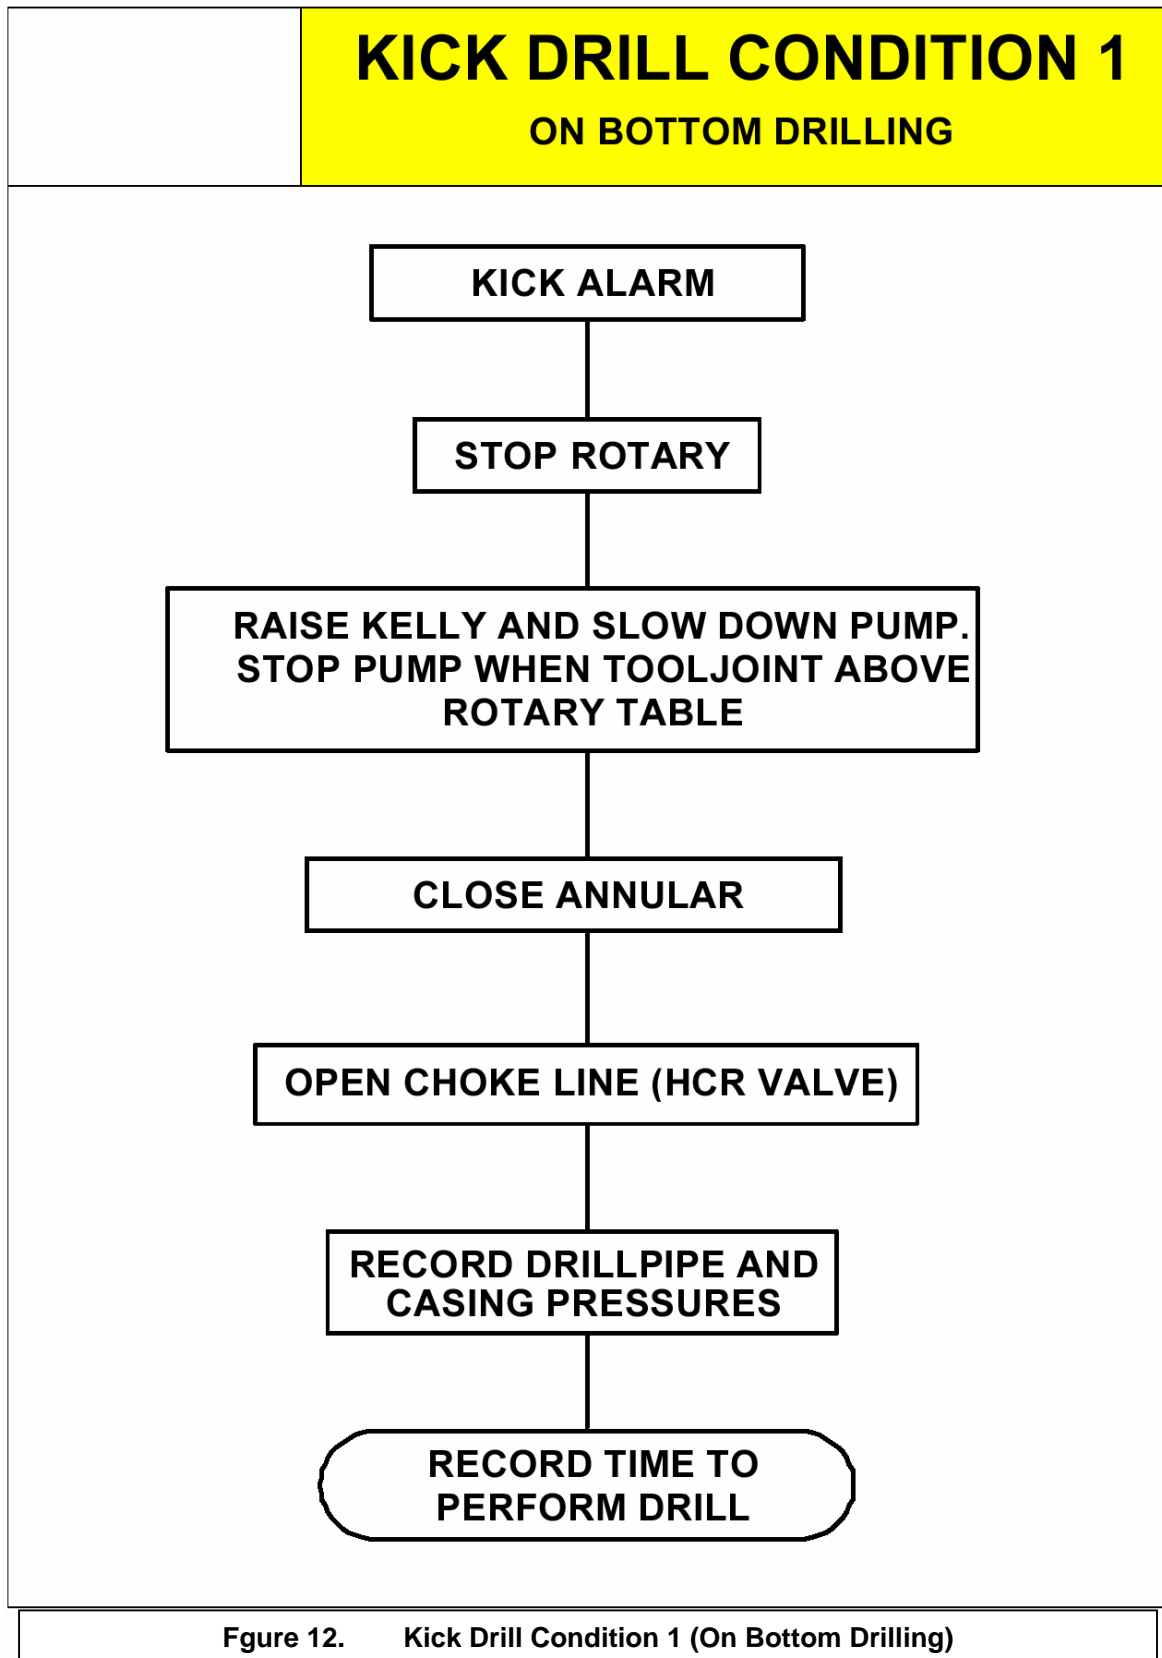 KICK DRILL CONDITION 1
ON BOTTOM DRILLING
KICK ALARM
STOP ROTARY
RAISE KELLY AND SLOW DOWN PUMP.
STOP PUMP WHEN TOOLJOINT ABOVE
ROTARY TABLE
CLOSE ANNULAR
OPEN CHOKE LINE (HCR VALVE)
RECORD DRILLPIPE AND
CASING PRESSURES
RECORD TIME TO
PERFORM DRILL
Fgure 12. Kick Drill Condition 1 (On Bottom Drilling)